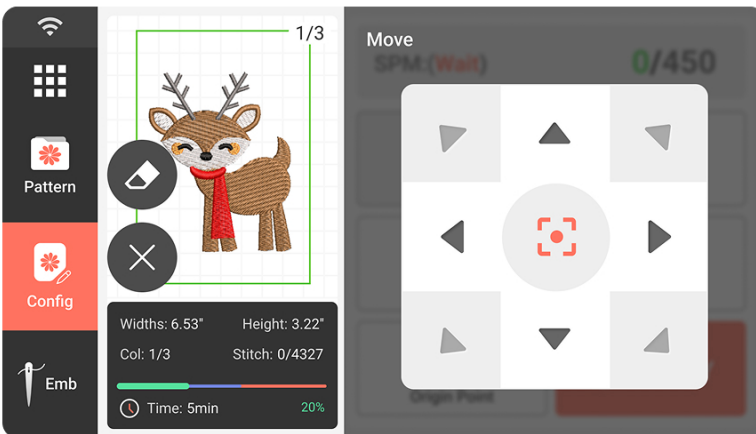 1/3
Move
SPM:(Wait)
0/450
Pattern
Config
Widths: 6.53" Height: 3.22"
Col: 1/3 Stitch: 0/4327
Emb
Time: 5min 20%
Origin Point